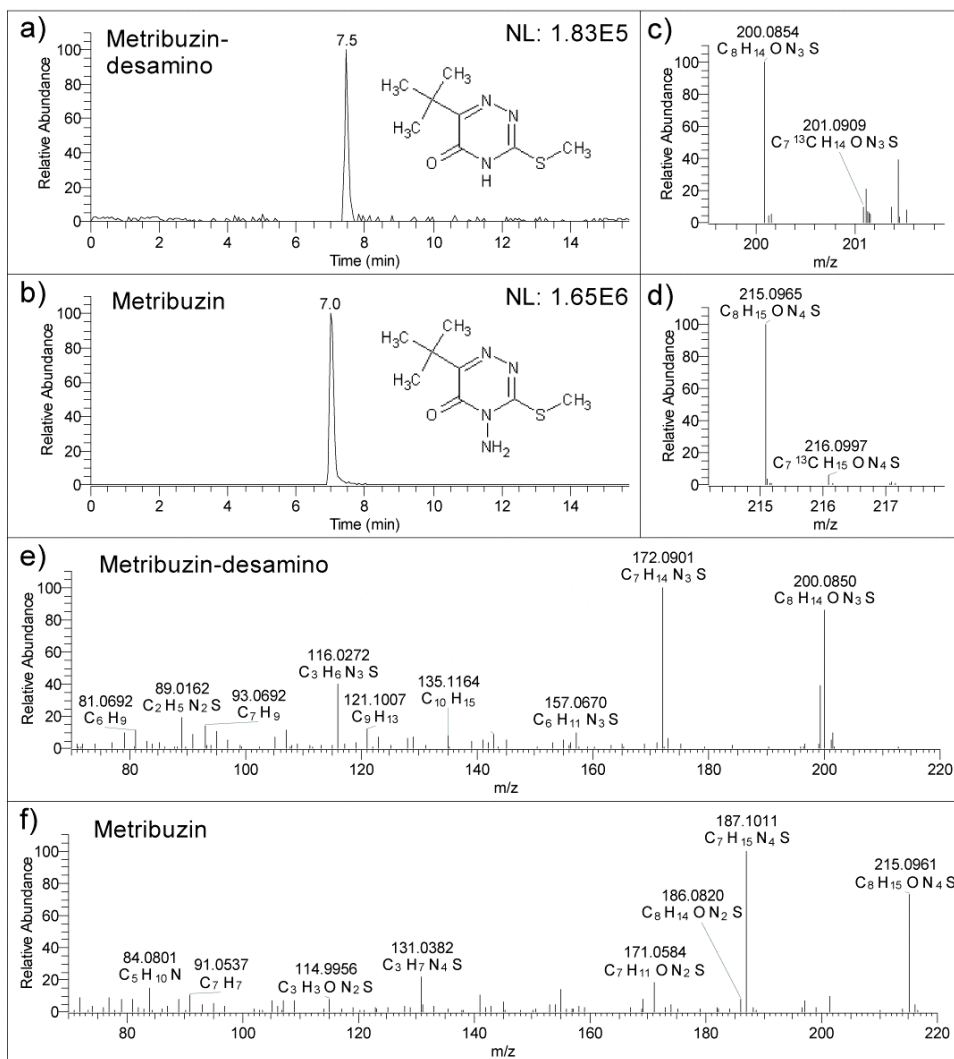 a) Metribuzin-
desamino
NL: 1.83E5
7.5
Relative Abundance
100
80
60
40
20
0
H₃C
CH₃
H₃C
N
N
O
N
H
S
CH₃
0 2 4 6 8 10 12 14
Time (min)
c)
200.0854
C₈H₁₄ O N₃ S
201.0909
C₇ ¹³C H₁₄ O N₃ S
Relative Abundance
100
80
60
40
20
0
200 201
m/z
b) Metribuzin
NL: 1.65E6
7.0
Relative Abundance
100
80
60
40
20
0
H₃C
CH₃
H₃C
N
N
O
N
NH₂
S
CH₃
0 2 4 6 8 10 12 14
Time (min)
d)
215.0965
C₈ H₁₅ O N₄ S
216.0997
C₇ ¹³C H₁₅ O N₄ S
Relative Abundance
100
80
60
40
20
0
215 216 217
m/z
e) Metribuzin-desamino
Relative Abundance
100
80
60
40
20
0
81.0692
C₆ H₉
89.0162
C₂ H₅ N₂ S
93.0692
C₇ H₉
116.0272
C₃ H₆ N₃ S
121.1007
C₉ H₁₃
135.1164
C₁₀ H₁₅
157.0670
C₆ H₁₁ N₃ S
172.0901
C₇ H₁₄ N₃ S
200.0850
C₈ H₁₄ O N₃ S
80 100 120 140 160 180 200 220
m/z
f) Metribuzin
Relative Abundance
100
80
60
40
20
0
84.0801
C₅ H₁₀ N
91.0537
C₇ H₇
114.9956
C₃ H₃ O N₂ S
131.0382
C₃ H₇ N₄ S
171.0584
C₇ H₁₁ O N₂ S
186.0820
C₈ H₁₄ O N₂ S
187.1011
C₇ H₁₅ N₄ S
215.0961
C₈ H₁₅ O N₄ S
80 100 120 140 160 180 200 220
m/z